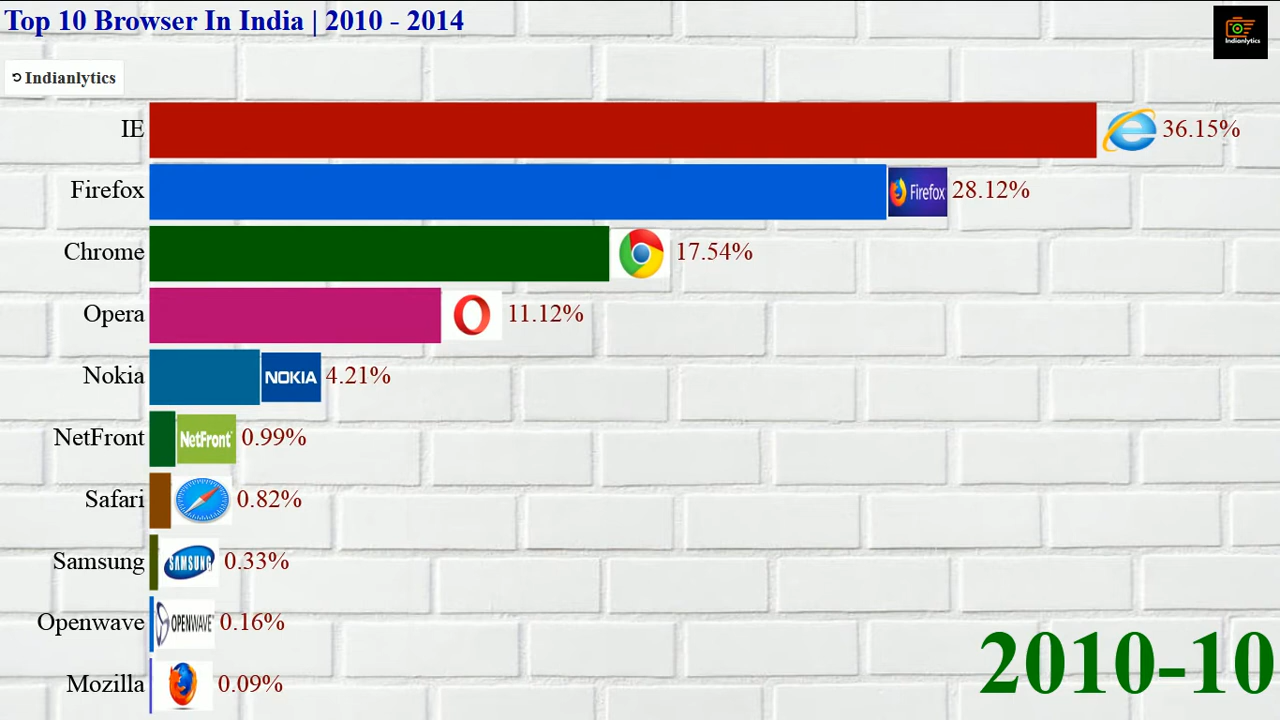 Top 10 Browser In India | 2010 - 2014
Indianlytics
Indianlytics
IE 36.15%
Firefox Firefox 28.12%
Chrome 17.54%
Opera 11.12%
Nokia NOKIA 4.21%
NetFront NetFront 0.99%
Safari 0.82%
Samsung SAMSUNG 0.33%
Openwave OPENWAVE 0.16%
Mozilla 0.09%
2010-10